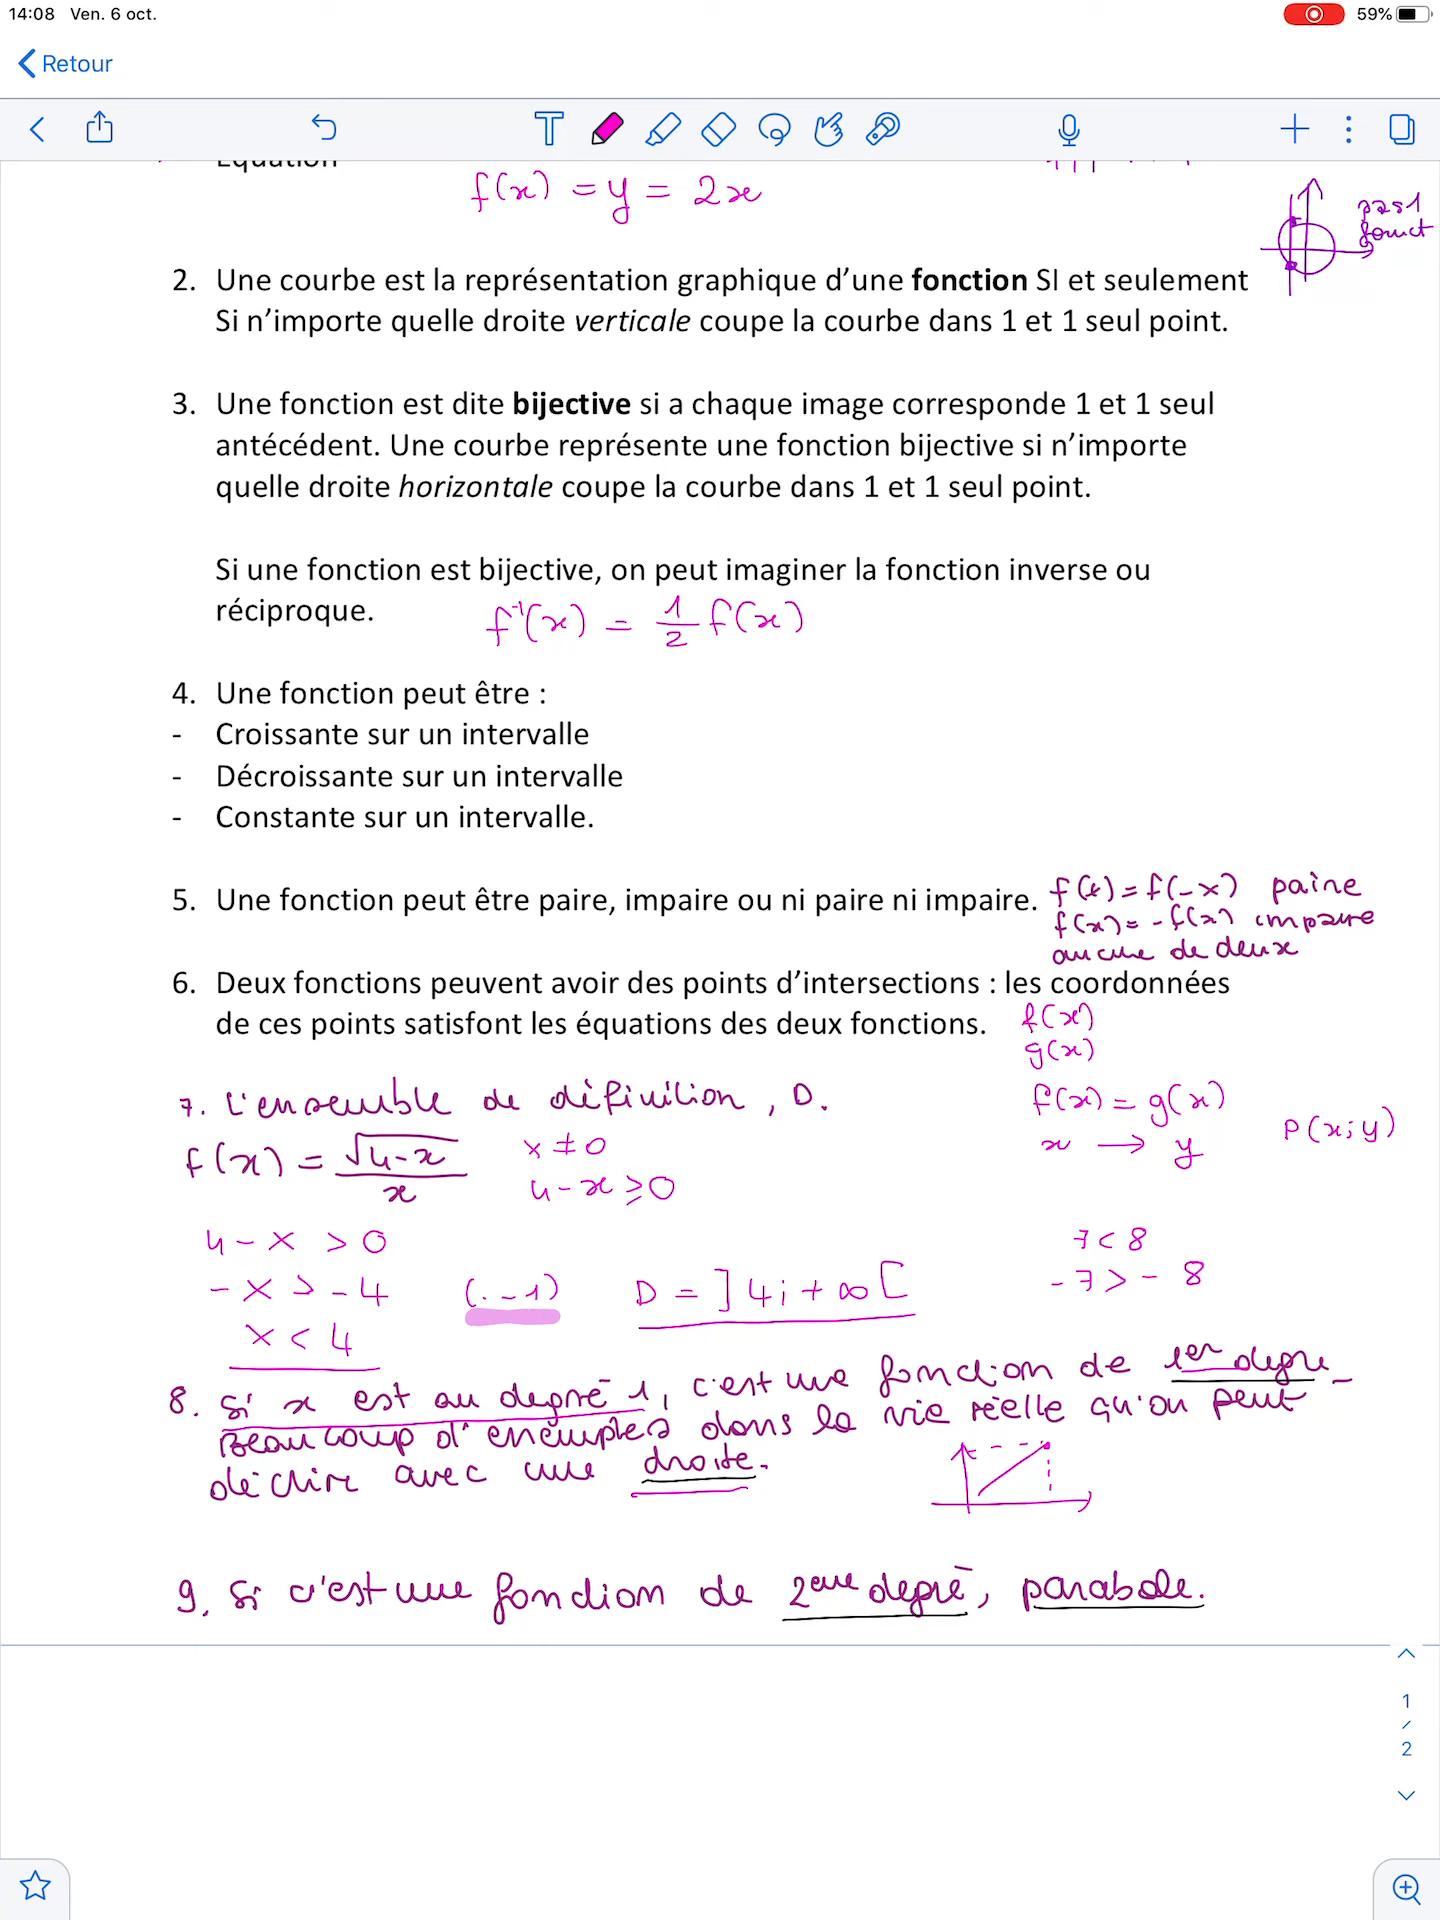 14:08 Ven. 6 oct.
59%
Retour
Equation
f(x) = y = 2x
pas 1
fonct
2. Une courbe est la représentation graphique d’une fonction SI et seulement
Si n’importe quelle droite verticale coupe la courbe dans 1 et 1 seul point.
3. Une fonction est dite bijective si a chaque image corresponde 1 et 1 seul
antécédent. Une courbe représente une fonction bijective si n’importe
quelle droite horizontale coupe la courbe dans 1 et 1 seul point.
Si une fonction est bijective, on peut imaginer la fonction inverse ou
réciproque.
f⁻¹(x) = 1/2 f(x)
4. Une fonction peut être :
- Croissante sur un intervalle
- Décroissante sur un intervalle
- Constante sur un intervalle.
5. Une fonction peut être paire, impaire ou ni paire ni impaire.
f(x) = f(-x) paire
f(x) = -f(x) impaire
aucune de deux
6. Deux fonctions peuvent avoir des points d’intersections : les coordonnées
de ces points satisfont les équations des deux fonctions.
f(x)
g(x)
f(x) = g(x)
x → y
P(x;y)
7. L'ensemble de définition, D.
f(x) = √4-x / x
x ≠ 0
4-x ≥ 0
4 - x > 0
- x > - 4
(. -1)
x < 4
D = ]4; +∞[
7 < 8
-7 > - 8
8. Si x est au degré 1, c'est une fonction de 1er degré -
Beaucoup d'exemples dans la vie réelle qu'on peut
décrire avec une droite.
9. Si c'est une fonction de 2eme degré, parabole.
1
/
2